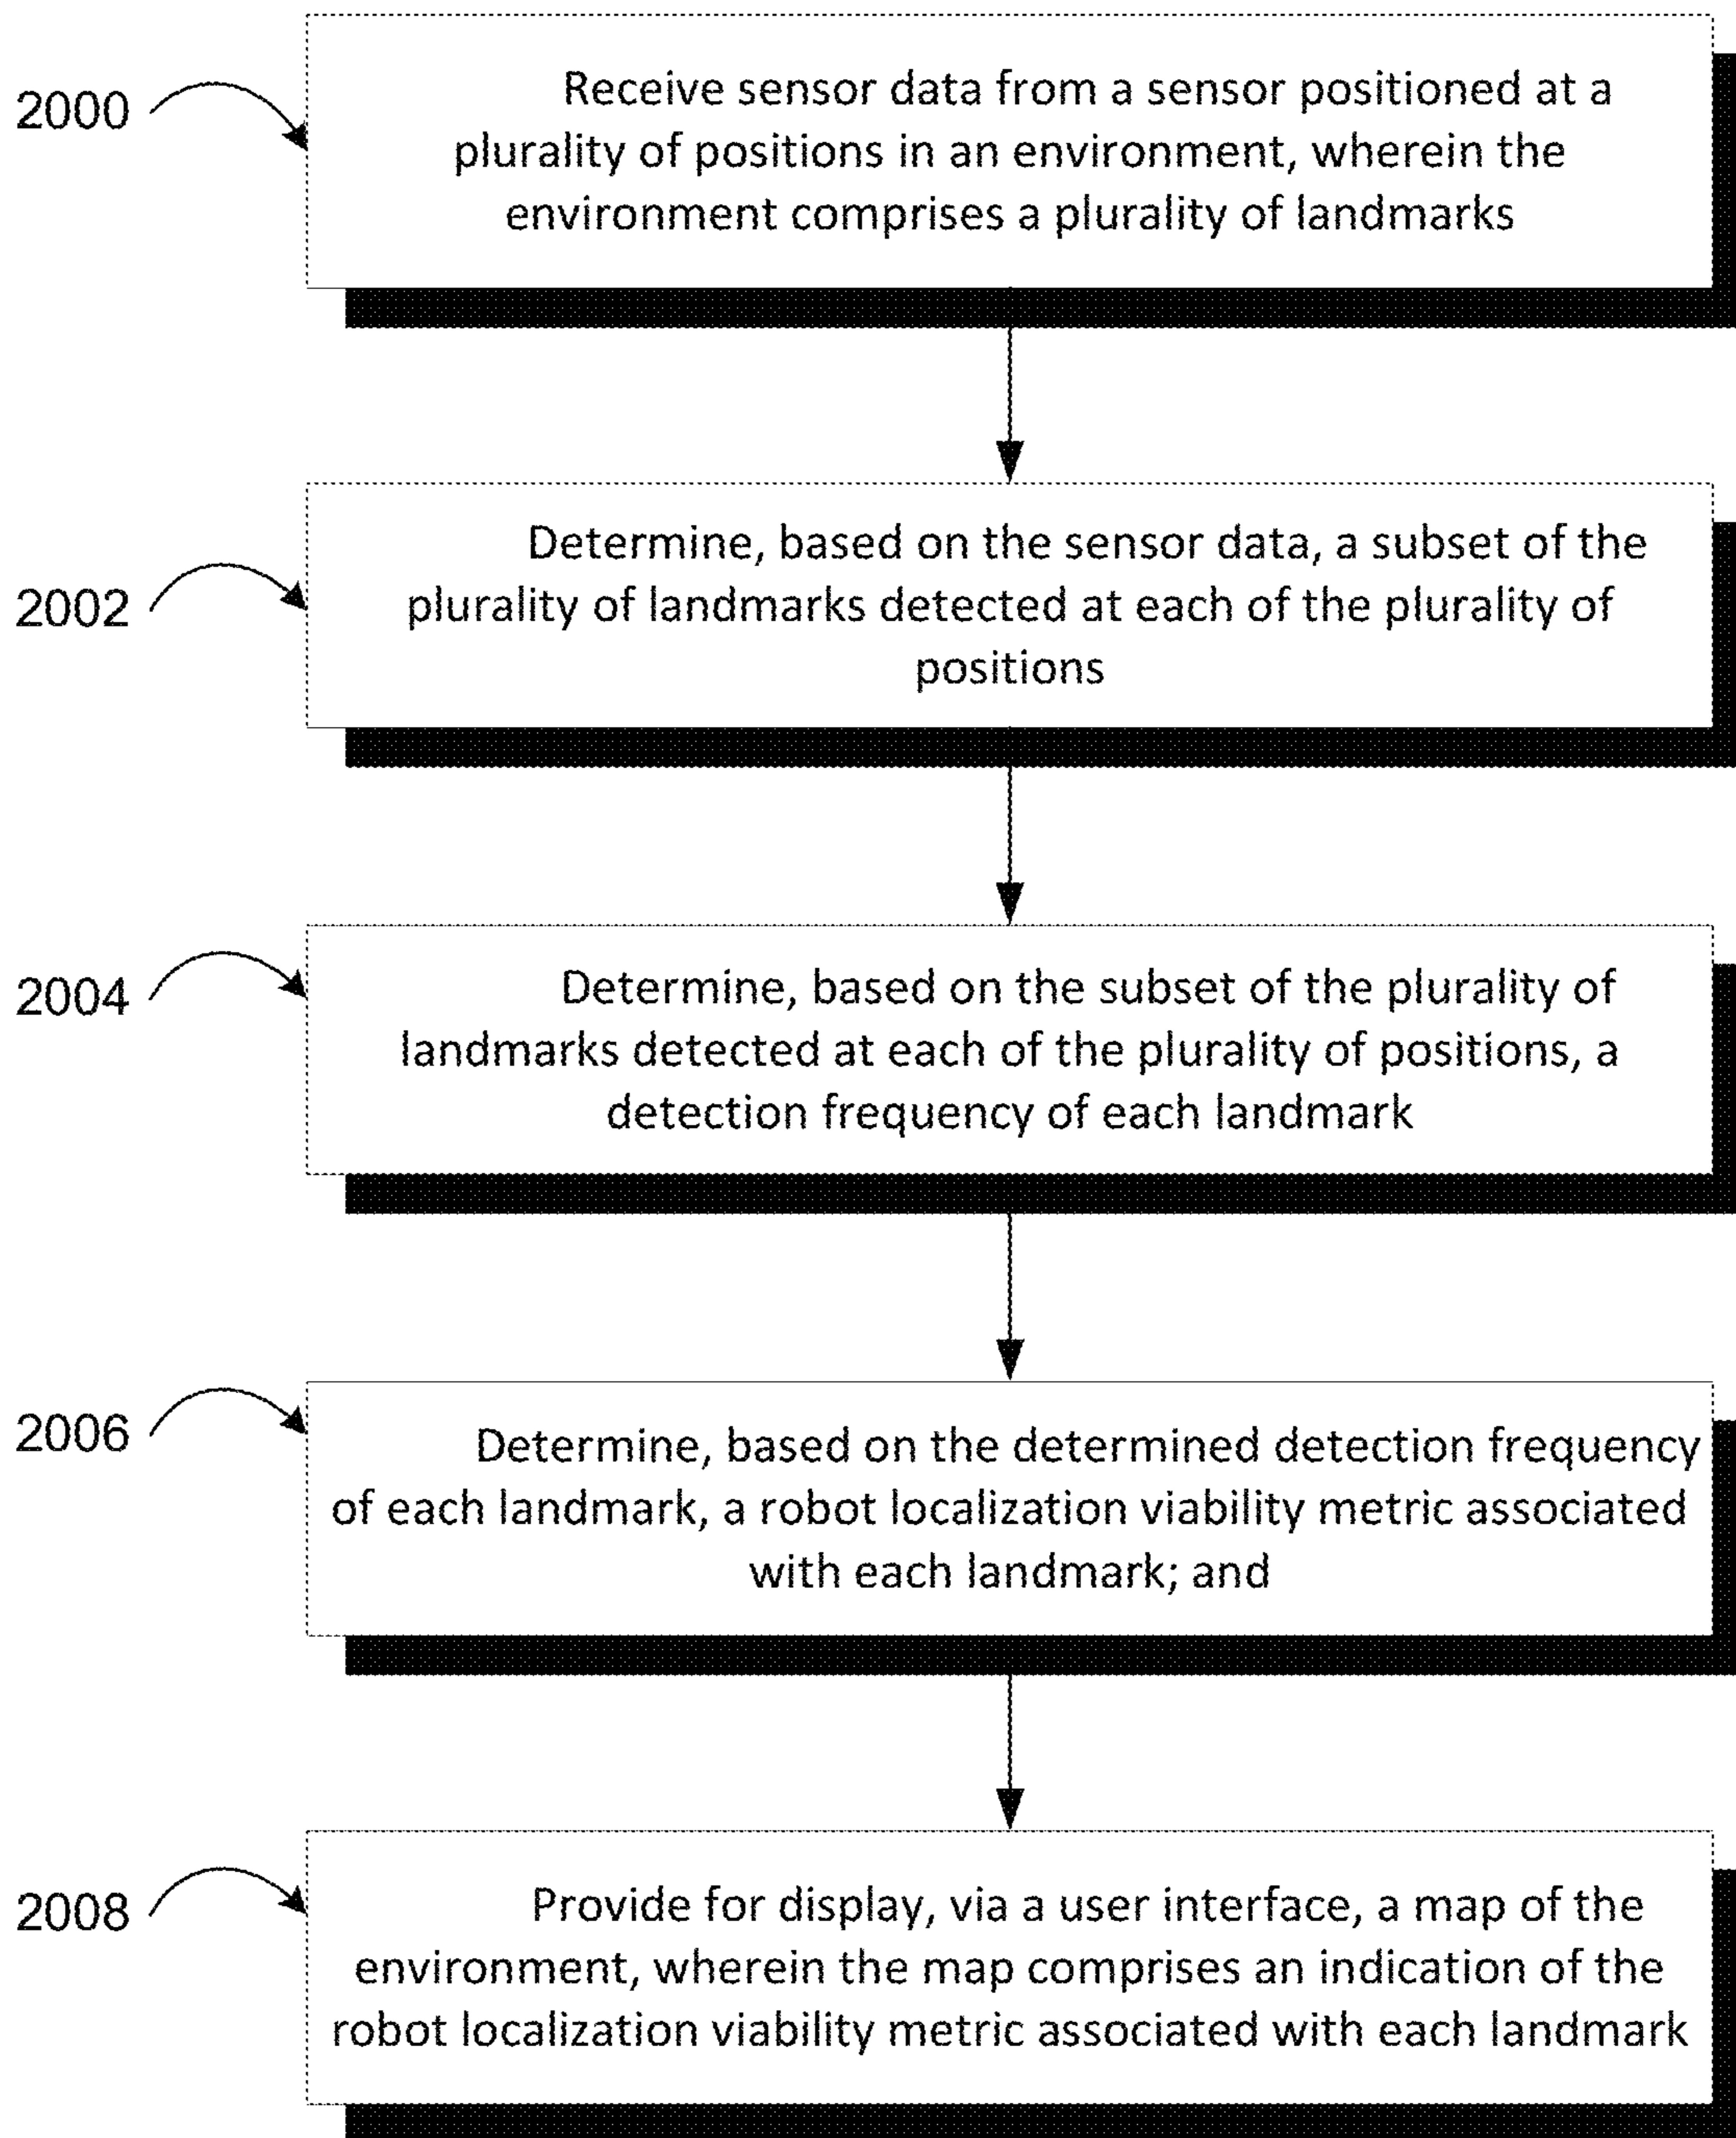 2000
Receive sensor data from a sensor positioned at a
plurality of positions in an environment, wherein the
environment comprises a plurality of landmarks
2002
Determine, based on the sensor data, a subset of the
plurality of landmarks detected at each of the plurality of
positions
2004
Determine, based on the subset of the plurality of
landmarks detected at each of the plurality of positions, a
detection frequency of each landmark
2006
Determine, based on the determined detection frequency
of each landmark, a robot localization viability metric associated
with each landmark; and
2008
Provide for display, via a user interface, a map of the
environment, wherein the map comprises an indication of the
robot localization viability metric associated with each landmark